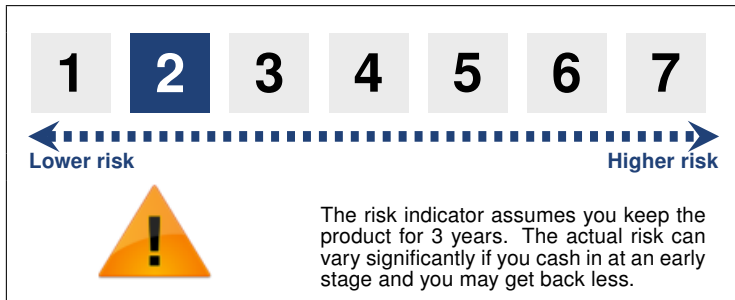 1 2 3 4 5 6 7
Lower risk Higher risk
!
The risk indicator assumes you keep the
product for 3 years. The actual risk can
vary significantly if you cash in at an early
stage and you may get back less.